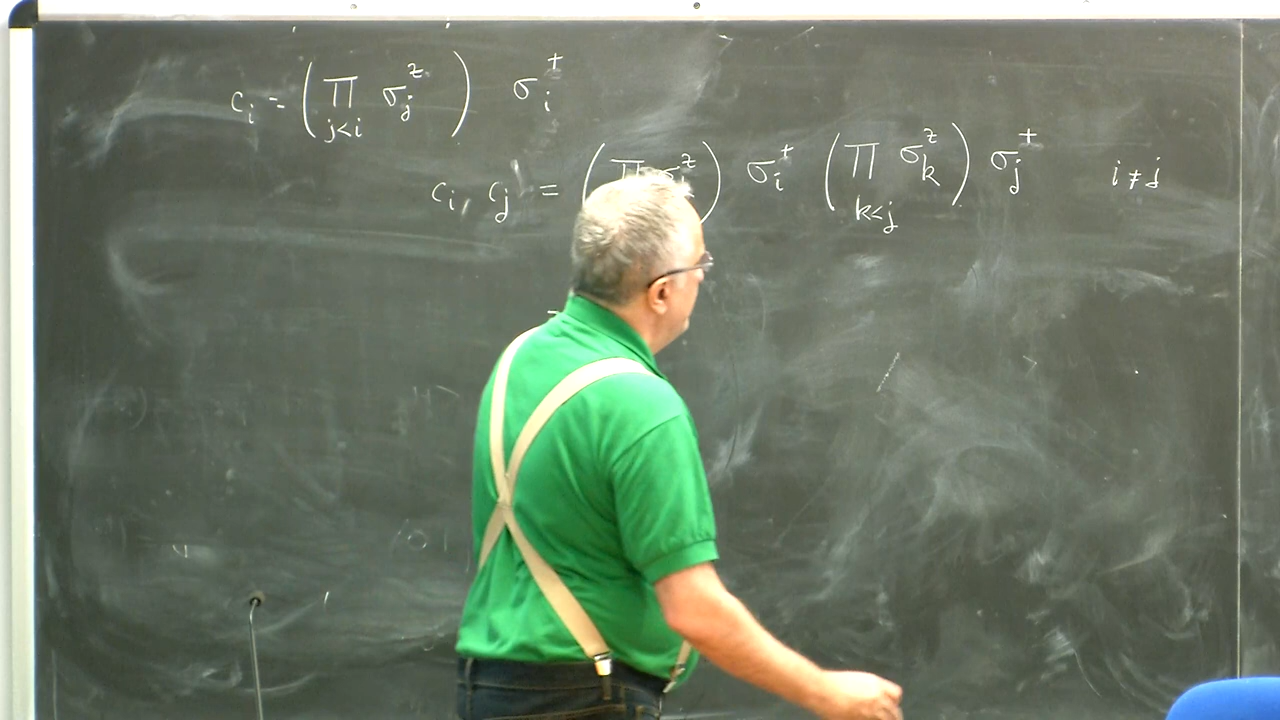 c_i = ( ∏_{j<i} σ_j^z ) σ_i^+
c_i, c_j = ( ∏ σ^z ) σ_i^+ ( ∏_{k<j} σ_k^z ) σ_j^+ i ≠ j